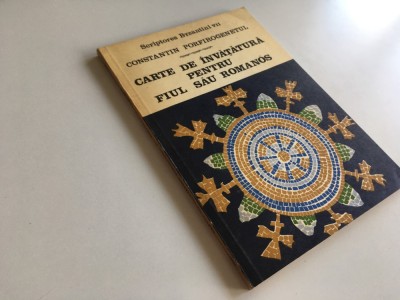 Scriptores Byzantini VII
CONSTANTIN PORFIROGENETUL
CARTE DE ÎNVĂȚĂTURĂ
PENTRU
FIUL SĂU ROMANOS